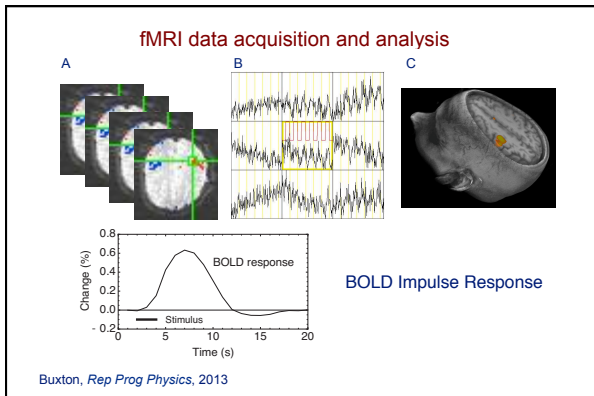 fMRI data acquisition and analysis
A B C
0.8
0.6
0.4
0.2
0.0
- 0.2
Change (%)
BOLD response
Stimulus
0 5 10 15 20
Time (s)
BOLD Impulse Response
Buxton, Rep Prog Physics, 2013